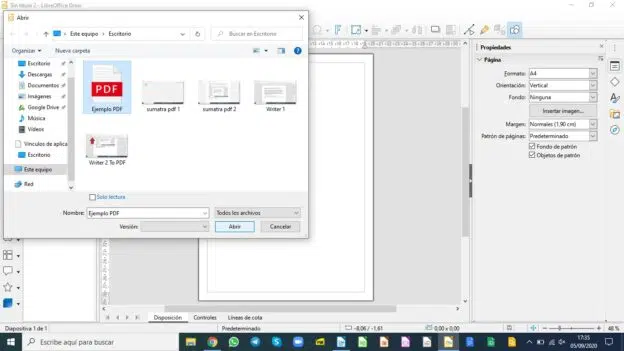 Sin título 2 - LibreOffice Draw
Abrir
Este equipo > Escritorio
Buscar en Escritorio
Organizar
Nueva carpeta
Escritorio
Descargas
Documentos
Imágenes
Google Drive
Música
Vídeos
Vínculos de aplica
Escritorio
Este equipo
Red
PDF
Ejemplo PDF
sumatra pdf 1
sumatra pdf 2
Writer 1
Writer 2 To PDF
Solo lectura
Nombre:
Ejemplo PDF
Todos los archivos
Versión:
Abrir
Cancelar
Propiedades
Página
Formato:
A4
Orientación:
Vertical
Fondo:
Ninguna
Insertar imagen...
Margen:
Normales (1,90 cm)
Patrón de páginas:
Predeterminado
Fondo de patrón
Objetos de patrón
Disposición
Controles
Líneas de cota
Diapositiva 1 de 1
Predeterminado
-8,06 / -1,61
0,00 x 0,00
48 %
Escribe aquí para buscar
17:35
05/09/2020